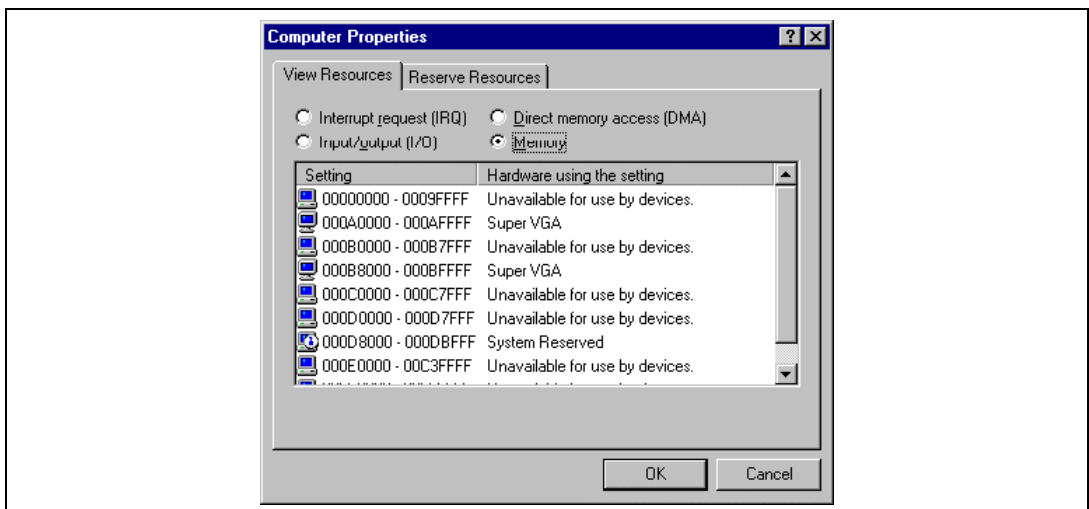 Computer Properties
View Resources Reserve Resources
Interrupt request (IRQ) Direct memory access (DMA)
Input/output (I/O) Memory
Setting Hardware using the setting
00000000 - 0009FFFF Unavailable for use by devices.
000A0000 - 000AFFFF Super VGA
000B0000 - 000B7FFF Unavailable for use by devices.
000B8000 - 000BFFFF Super VGA
000C0000 - 000C7FFF Unavailable for use by devices.
000D0000 - 000D7FFF Unavailable for use by devices.
000D8000 - 000DBFFF System Reserved
000E0000 - 00C3FFFF Unavailable for use by devices.
OK Cancel